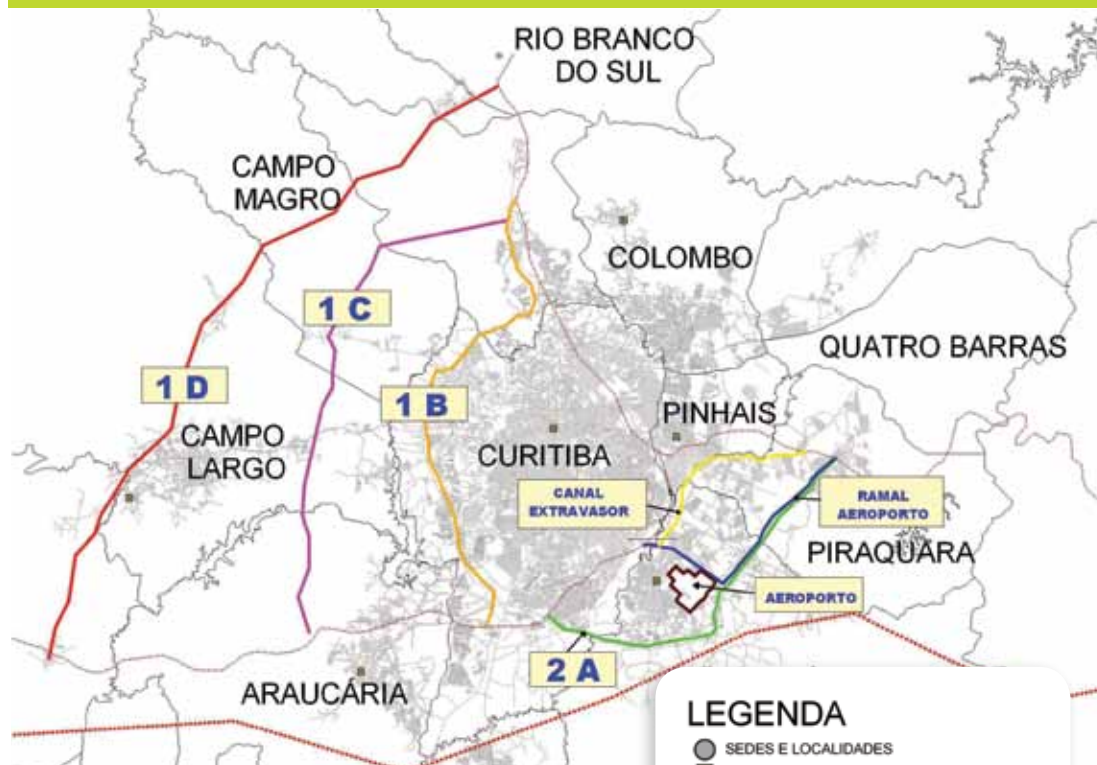 RIO BRANCO
DO SUL
CAMPO
MAGRO
COLOMBO
1 C
QUATRO BARRAS
1 D
1 B
PINHAIS
CAMPO
LARGO
CURITIBA
CANAL
EXTRAVASOR
RAMAL
AEROPORTO
PIRAQUARA
AEROPORTO
2 A
ARAUCÁRIA
LEGENDA
SEDES E LOCALIDADES